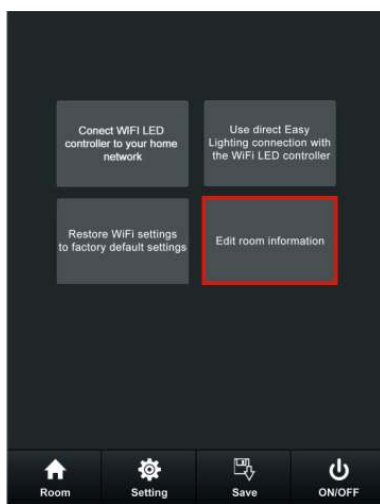 Conect WIFI LED
controller to your home
network
Use direct Easy
Lighting connection with
the WiFi LED controller
Restore WiFi settings
to factory default settings
Edit room information
Room
Setting
Save
ON/OFF